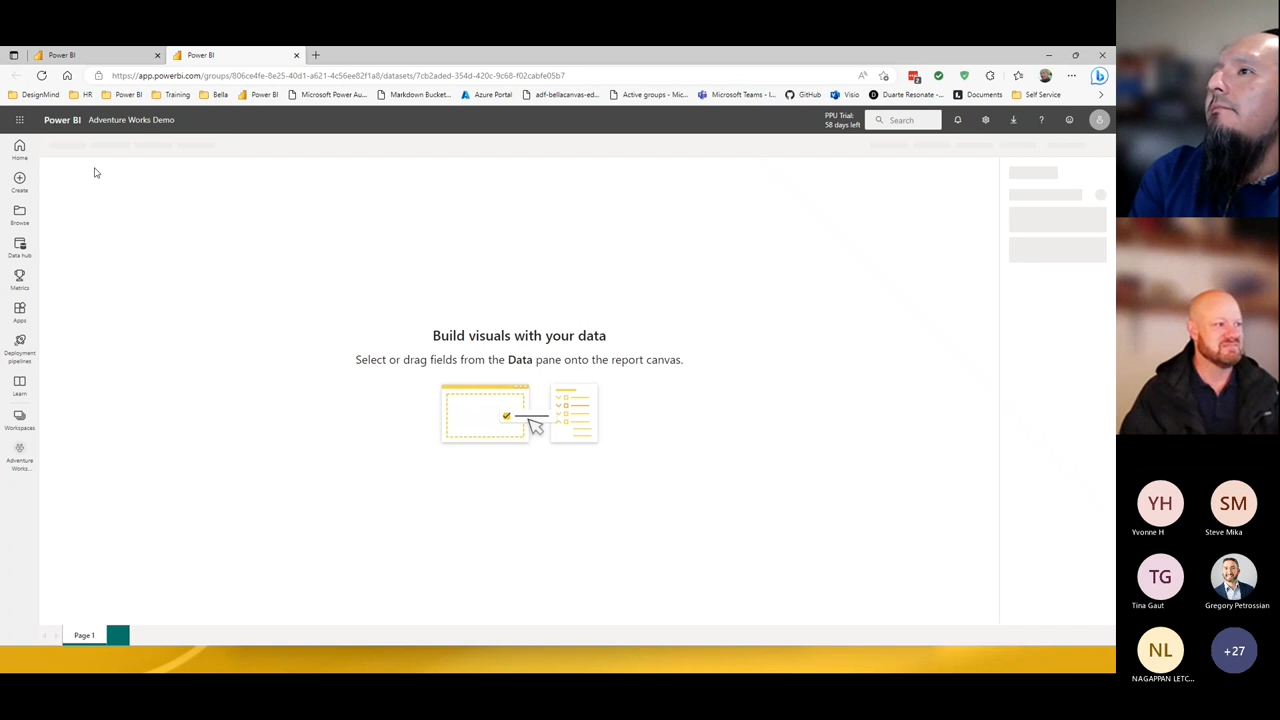 Power BI
Power BI
https://app.powerbi.com/groups/806ce4fe-8e25-40d1-a621-4c56ee82f1a8/datasets/7cb2aded-354d-420c-9c68-f02cabfe05b7
DesignMind
HR
Power BI
Training
Bella
Power BI
Microsoft Power Au...
Markdown Bucket...
Azure Portal
adf-bellacanvas-ed...
Active groups - Mic...
Microsoft Teams - I...
GitHub
Visio
Duarte Resonate - ...
Documents
Self Service
Power BI Adventure Works Demo
PPU Trial:
58 days left
Search
Home
Create
Browse
Data hub
Metrics
Apps
Deployment
pipelines
Learn
Workspaces
Adventure
Works...
Build visuals with your data
Select or drag fields from the Data pane onto the report canvas.
Page 1
YH
Yvonne H
SM
Steve Mika
TG
Tina Gaut
Gregory Petrossian
NL
NAGAPPAN LETC...
+27